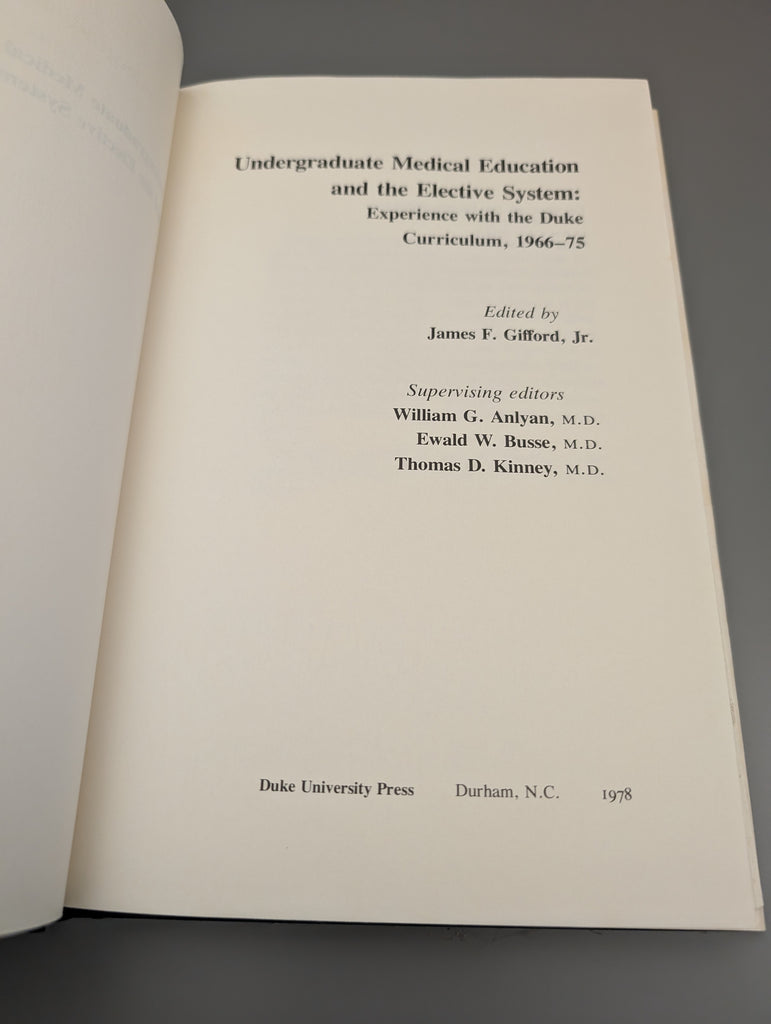 Undergraduate Medical Education
and the Elective System:
Experience with the Duke
Curriculum, 1966–75
Edited by
James F. Gifford, Jr.
Supervising editors
William G. Anlyan, M.D.
Ewald W. Busse, M.D.
Thomas D. Kinney, M.D.
Duke University Press Durham, N.C. 1978